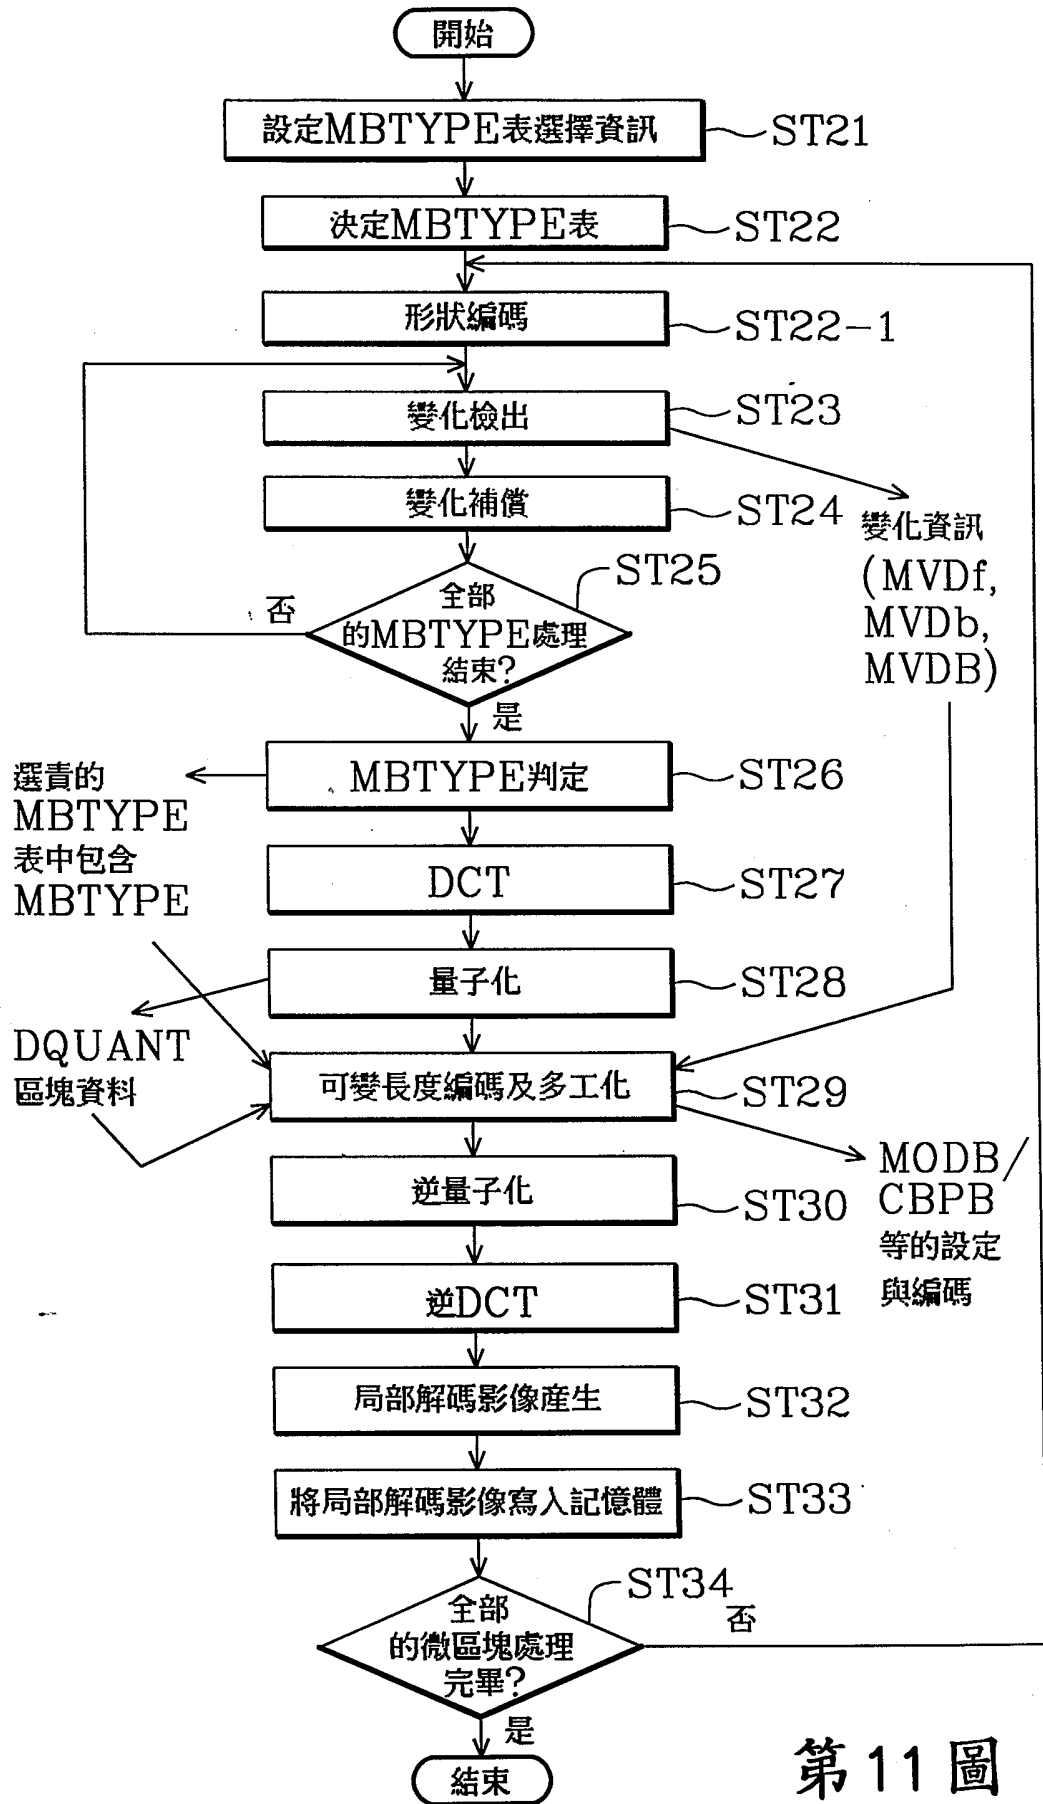 開始
設定MBTYPE表選擇資訊
ST21
決定MBTYPE表
ST22
形狀編碼
ST22-1
變化檢出
ST23
變化補償
ST24
變化資訊
(MVDf,
MVDb,
MVDB)
ST25
全部
的MBTYPE處理
結束?
否
是
MBTYPE判定
ST26
選責的
MBTYPE
表中包含
MBTYPE
DCT
ST27
量子化
ST28
DQUANT
區塊資料
可變長度編碼及多工化
ST29
MODB/
CBPB
等的設定
與編碼
逆量子化
ST30
逆DCT
ST31
局部解碼影像産生
ST32
將局部解碼影像寫入記憶體
ST33
ST34
全部
的微區塊處理
完畢?
否
是
結束
第11圖